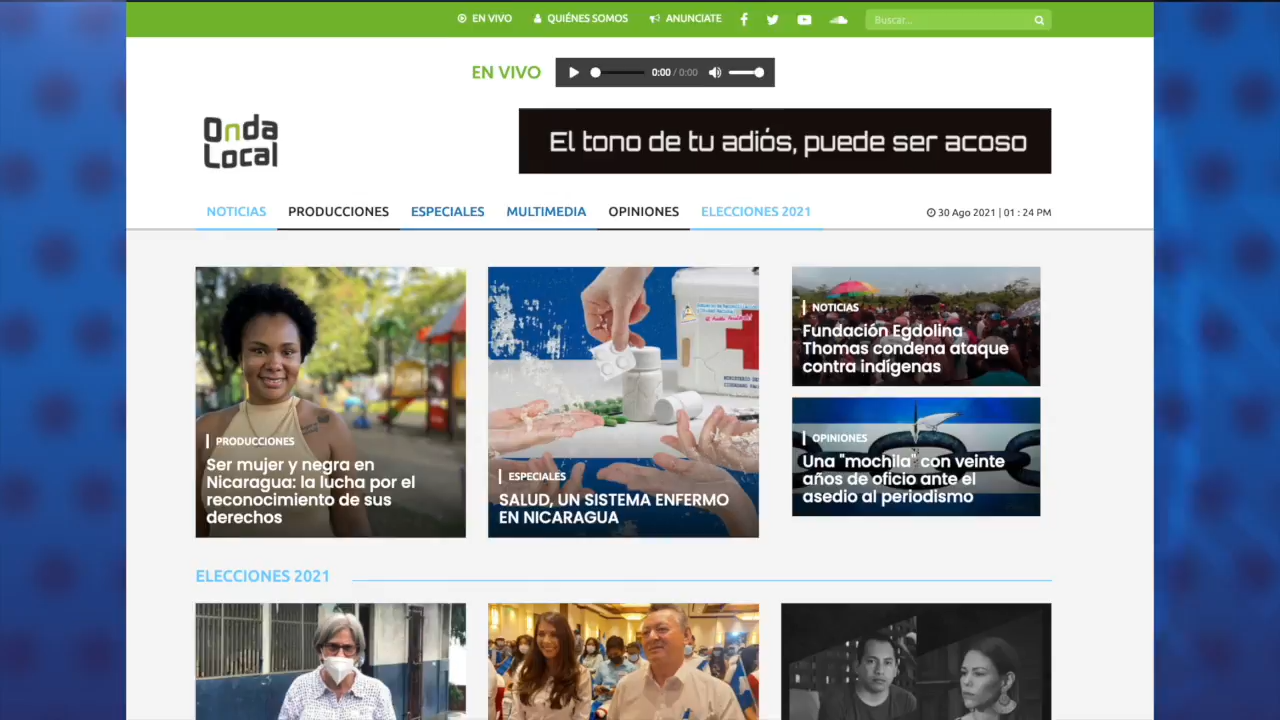 EN VIVO
QUIÉNES SOMOS
ANUNCIATE
Buscar...
EN VIVO
0:00 / 0:00
Onda
Local
El tono de tu adiós, puede ser acoso
NOTICIAS
PRODUCCIONES
ESPECIALES
MULTIMEDIA
OPINIONES
ELECCIONES 2021
30 Ago 2021 | 01 : 24 PM
PRODUCCIONES
Ser mujer y negra en
Nicaragua: la lucha por el
reconocimiento de sus
derechos
ESPECIALES
SALUD, UN SISTEMA ENFERMO
EN NICARAGUA
NOTICIAS
Fundación Egdolina
Thomas condena ataque
contra indígenas
OPINIONES
Una "mochila" con veinte
años de oficio ante el
asedio al periodismo
ELECCIONES 2021